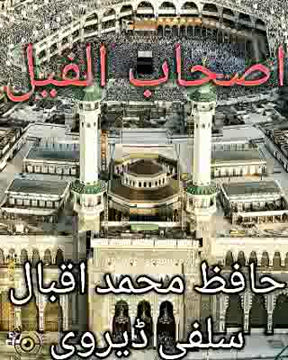 اصحاب الفیل
حافظ محمد اقبال
سلفی ڈیروی